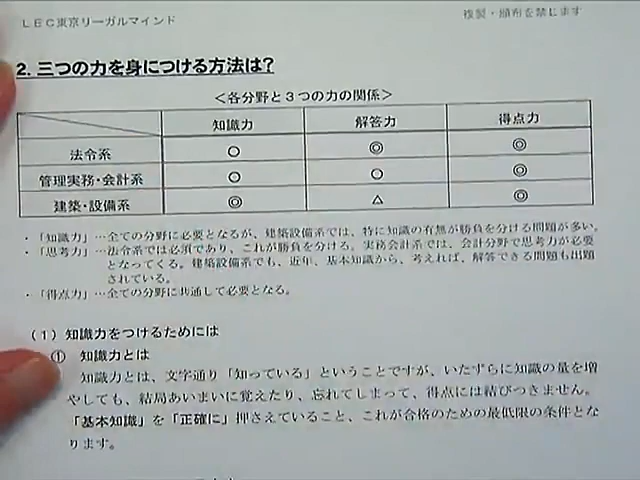 LEC東京リーガルマインド
複製・頒布を禁じます
2. 三つの力を身につける方法は?
<各分野と3つの力の関係>
知識力 解答力 得点力
法令系 ○ ◎ ◎
管理実務・会計系 ○ ○ ◎
建築・設備系 ◎ △ ◎
・「知識力」…全ての分野に必要となるが、建築設備系では、特に知識の有無が勝負を分ける問題が多い。
・「思考力」…法令系では必須であり、これが勝負を分ける。実務会計系では、会計分野で思考力が必要
となってくる。建築設備系でも、近年、基本知識から、考えれば、解答できる問題も出題
されている。
・「得点力」…全ての分野に共通して必要となる。
(1)知識力をつけるためには
① 知識力とは
知識力とは、文字通り「知っている」ということですが、いたずらに知識の量を増
やしても、結局あいまいに覚えたり、忘れてしまって、得点には結びつきません。
「基本知識」を「正確に」押さえていること、これが合格のための最低限の条件とな
ります。